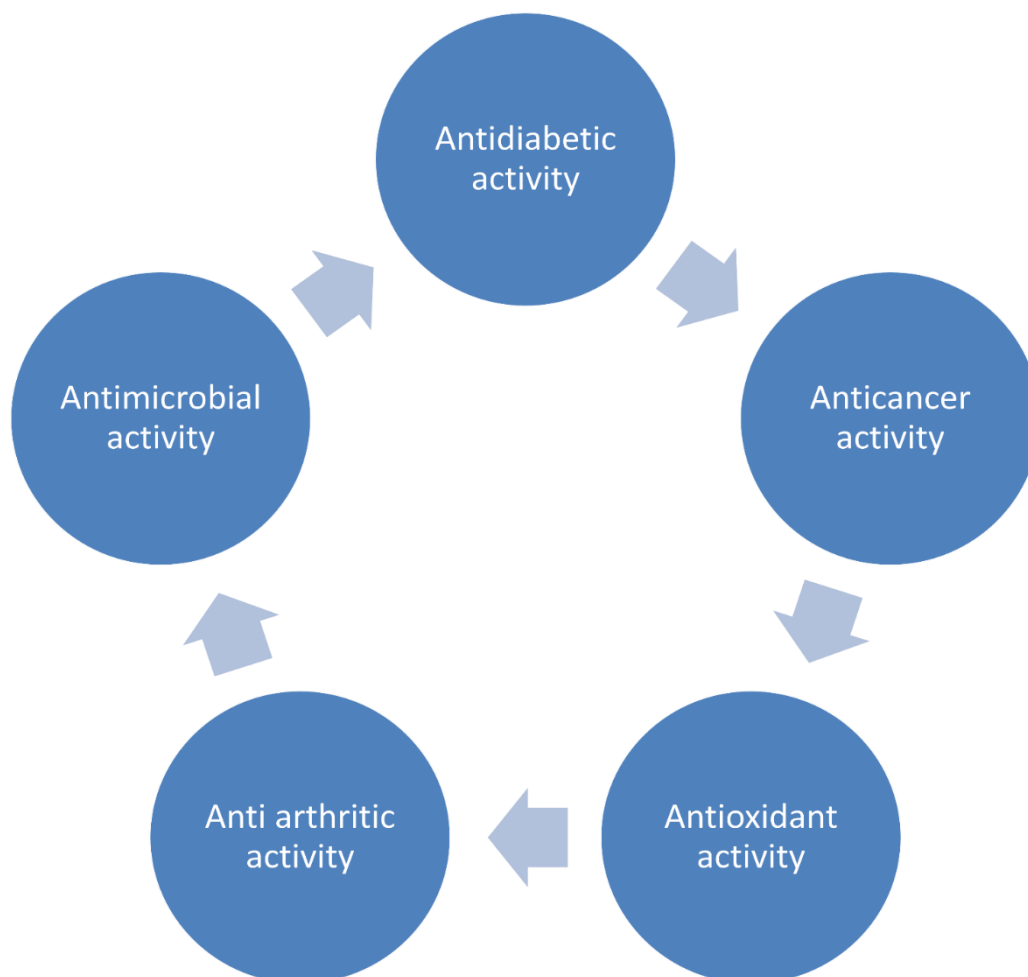 Antidiabetic
activity
Anticancer
activity
Antioxidant
activity
Anti arthritic
activity
Antimicrobial
activity